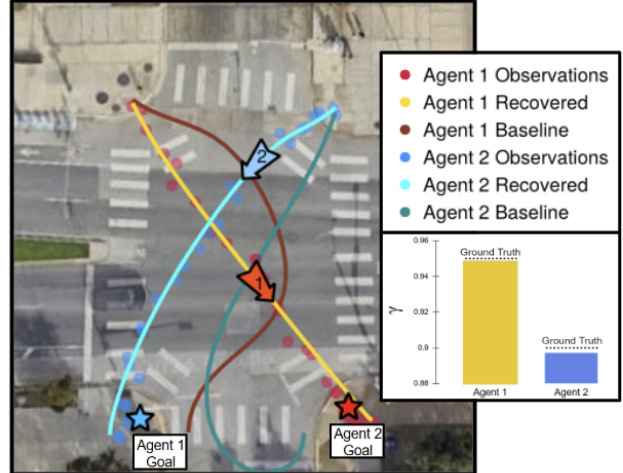 Agent 1 Observations
Agent 1 Recovered
Agent 1 Baseline
Agent 2 Observations
Agent 2 Recovered
Agent 2 Baseline
2
1
Agent 1
Goal
Agent 2
Goal
0.96
0.94
0.92
0.9
0.88
γ
Ground Truth
Ground Truth
Agent 1
Agent 2